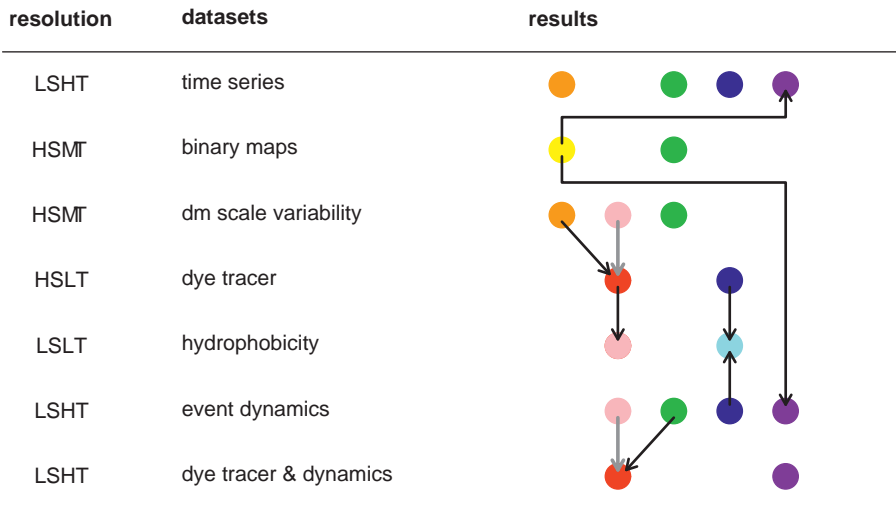 resolution datasets results
LSHT time series
HSMT binary maps
HSMT dm scale variability
HSLT dye tracer
LSLT hydrophobicity
LSHT event dynamics
LSHT dye tracer & dynamics